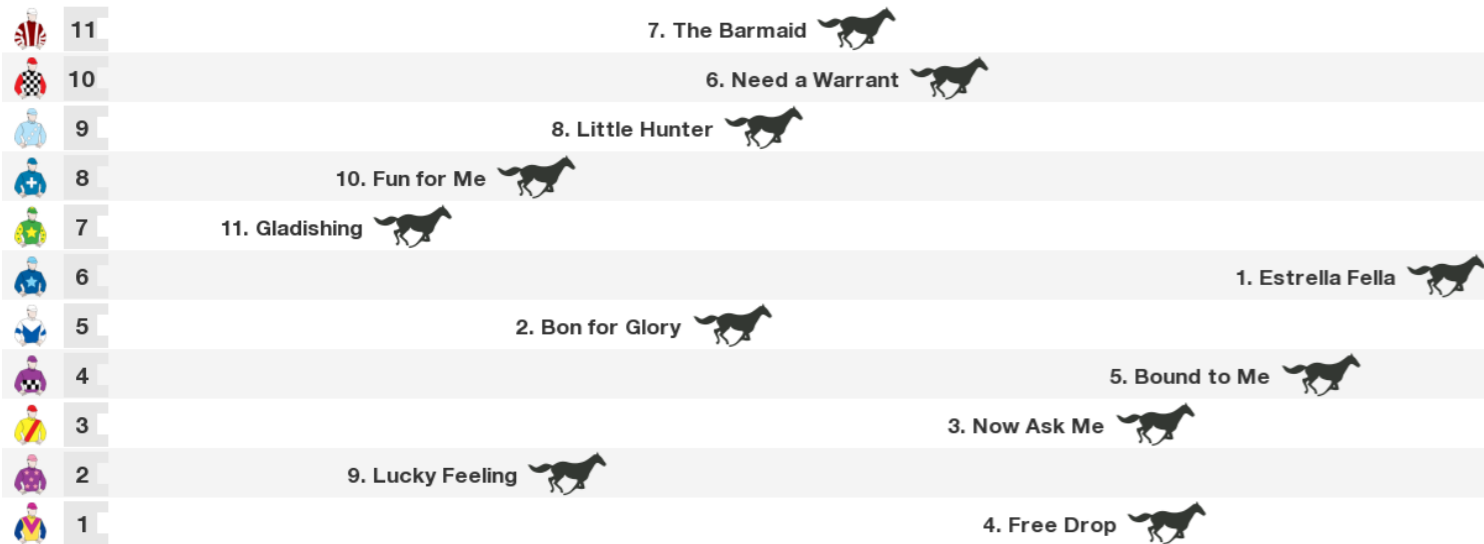 11 7. The Barmaid
10 6. Need a Warrant
9 8. Little Hunter
8 10. Fun for Me
7 11. Gladishing
6 1. Estrella Fella
5 2. Bon for Glory
4 5. Bound to Me
3 3. Now Ask Me
2 9. Lucky Feeling
1 4. Free Drop